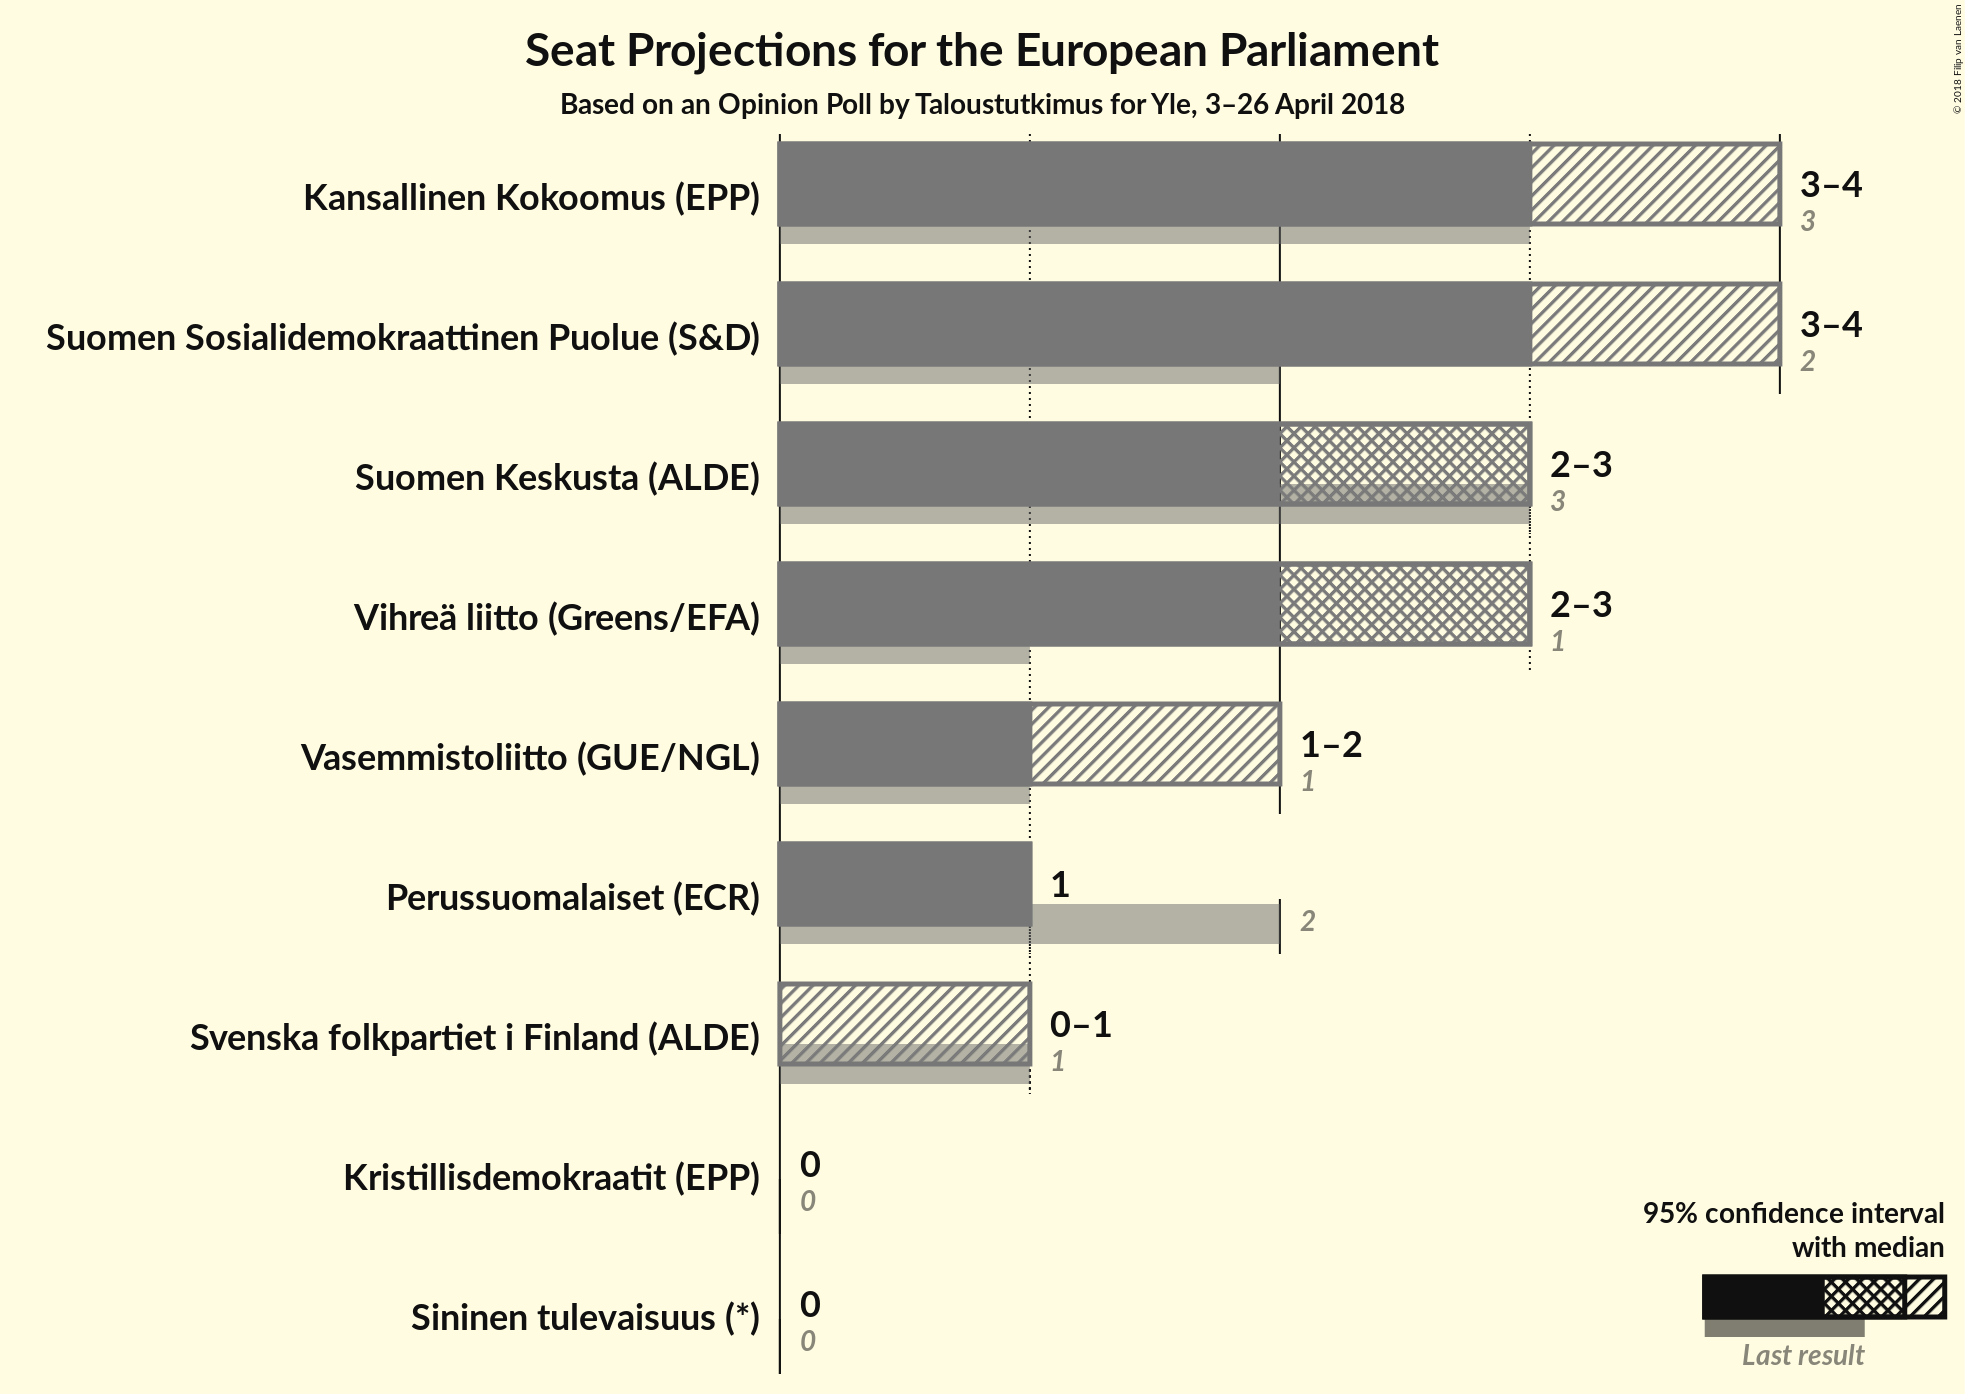 Seat Projections for the European Parliament
Based on an Opinion Poll by Taloustutkimus for Yle, 3–26 April 2018
© 2018 Filip van Laenen
Kansallinen Kokoomus (EPP)
3–4
3
Suomen Sosialidemokraattinen Puolue (S&D)
3–4
2
Suomen Keskusta (ALDE)
2–3
3
Vihreä liitto (Greens/EFA)
2–3
1
Vasemmistoliitto (GUE/NGL)
1–2
1
Perussuomalaiset (ECR)
1
2
Svenska folkpartiet i Finland (ALDE)
0–1
1
Kristillisdemokraatit (EPP)
0
0
Sininen tulevaisuus (*)
0
0
95% confidence interval
with median
Last result